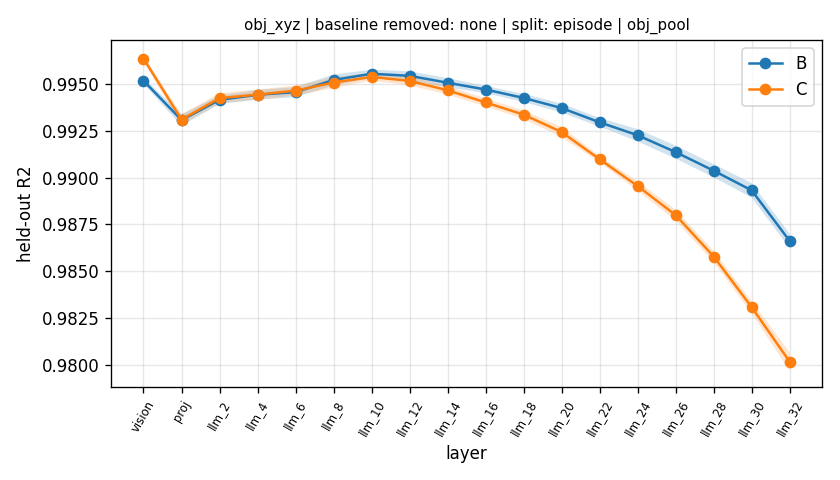 obj_xyz | baseline removed: none | split: episode | obj_pool
B
C
held-out R2
0.9950
0.9925
0.9900
0.9875
0.9850
0.9825
0.9800
vision
proj
llm_2
llm_4
llm_6
llm_8
llm_10
llm_12
llm_14
llm_16
llm_18
llm_20
llm_22
llm_24
llm_26
llm_28
llm_30
llm_32
layer